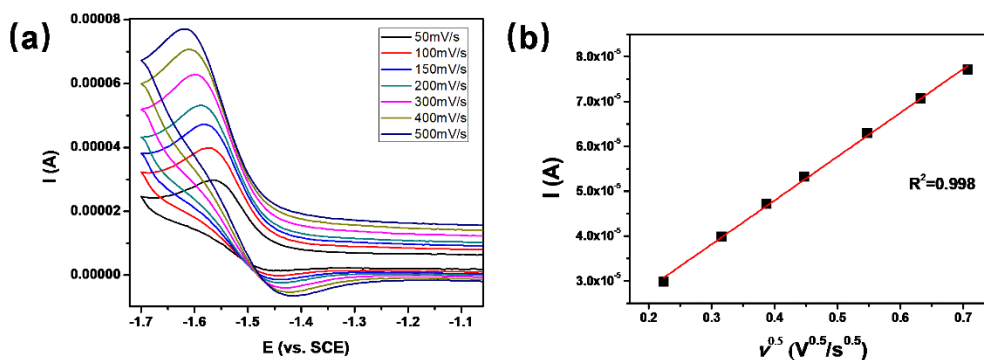 (a)
0.00008
0.00006
0.00004
0.00002
0.00000
I (A)
-1.7 -1.6 -1.5 -1.4 -1.3 -1.2 -1.1
E (vs. SCE)
50mV/s
100mV/s
150mV/s
200mV/s
300mV/s
400mV/s
500mV/s
(b)
8.0x10⁻⁵
7.0x10⁻⁵
6.0x10⁻⁵
5.0x10⁻⁵
4.0x10⁻⁵
3.0x10⁻⁵
I (A)
R²=0.998
0.2 0.3 0.4 0.5 0.6 0.7
v⁰·⁵ (V⁰·⁵/s⁰·⁵)